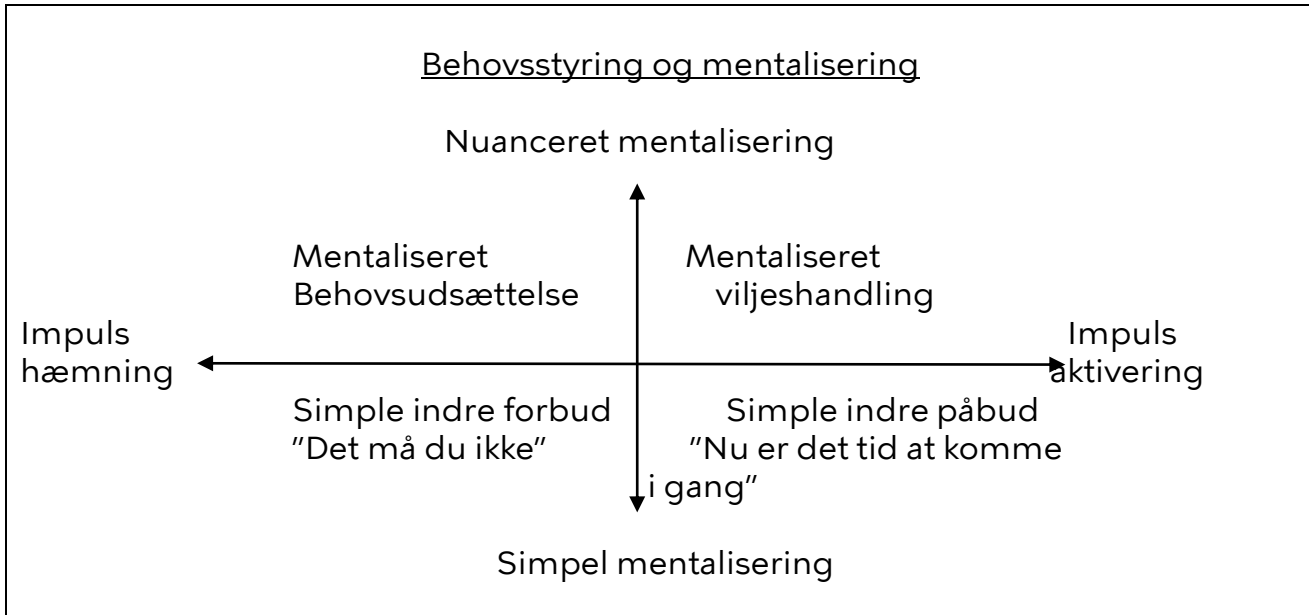 Behovsstyring og mentalisering
Nuanceret mentalisering
Mentaliseret
Behovsudsættelse
Mentaliseret
viljeshandling
Impuls
hæmning
Impuls
aktivering
Simple indre forbud
”Det må du ikke”
Simple indre påbud
”Nu er det tid at komme
i gang”
Simpel mentalisering